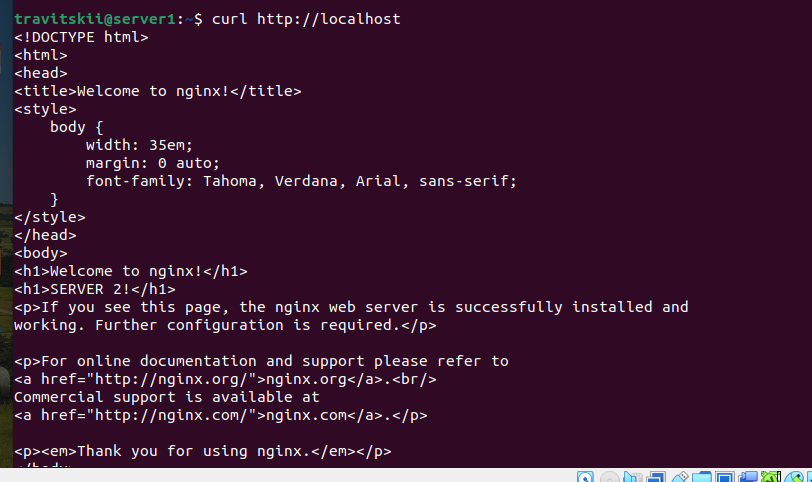 travitskii@server1:~$ curl http://localhost
<!DOCTYPE html>
<html>
<head>
<title>Welcome to nginx!</title>
<style>
    body {
        width: 35em;
        margin: 0 auto;
        font-family: Tahoma, Verdana, Arial, sans-serif;
    }
</style>
</head>
<body>
<h1>Welcome to nginx!</h1>
<h1>SERVER 2!</h1>
<p>If you see this page, the nginx web server is successfully installed and
working. Further configuration is required.</p>

<p>For online documentation and support please refer to
<a href="http://nginx.org/">nginx.org</a>.<br/>
Commercial support is available at
<a href="http://nginx.com/">nginx.com</a>.</p>

<p><em>Thank you for using nginx.</em></p>